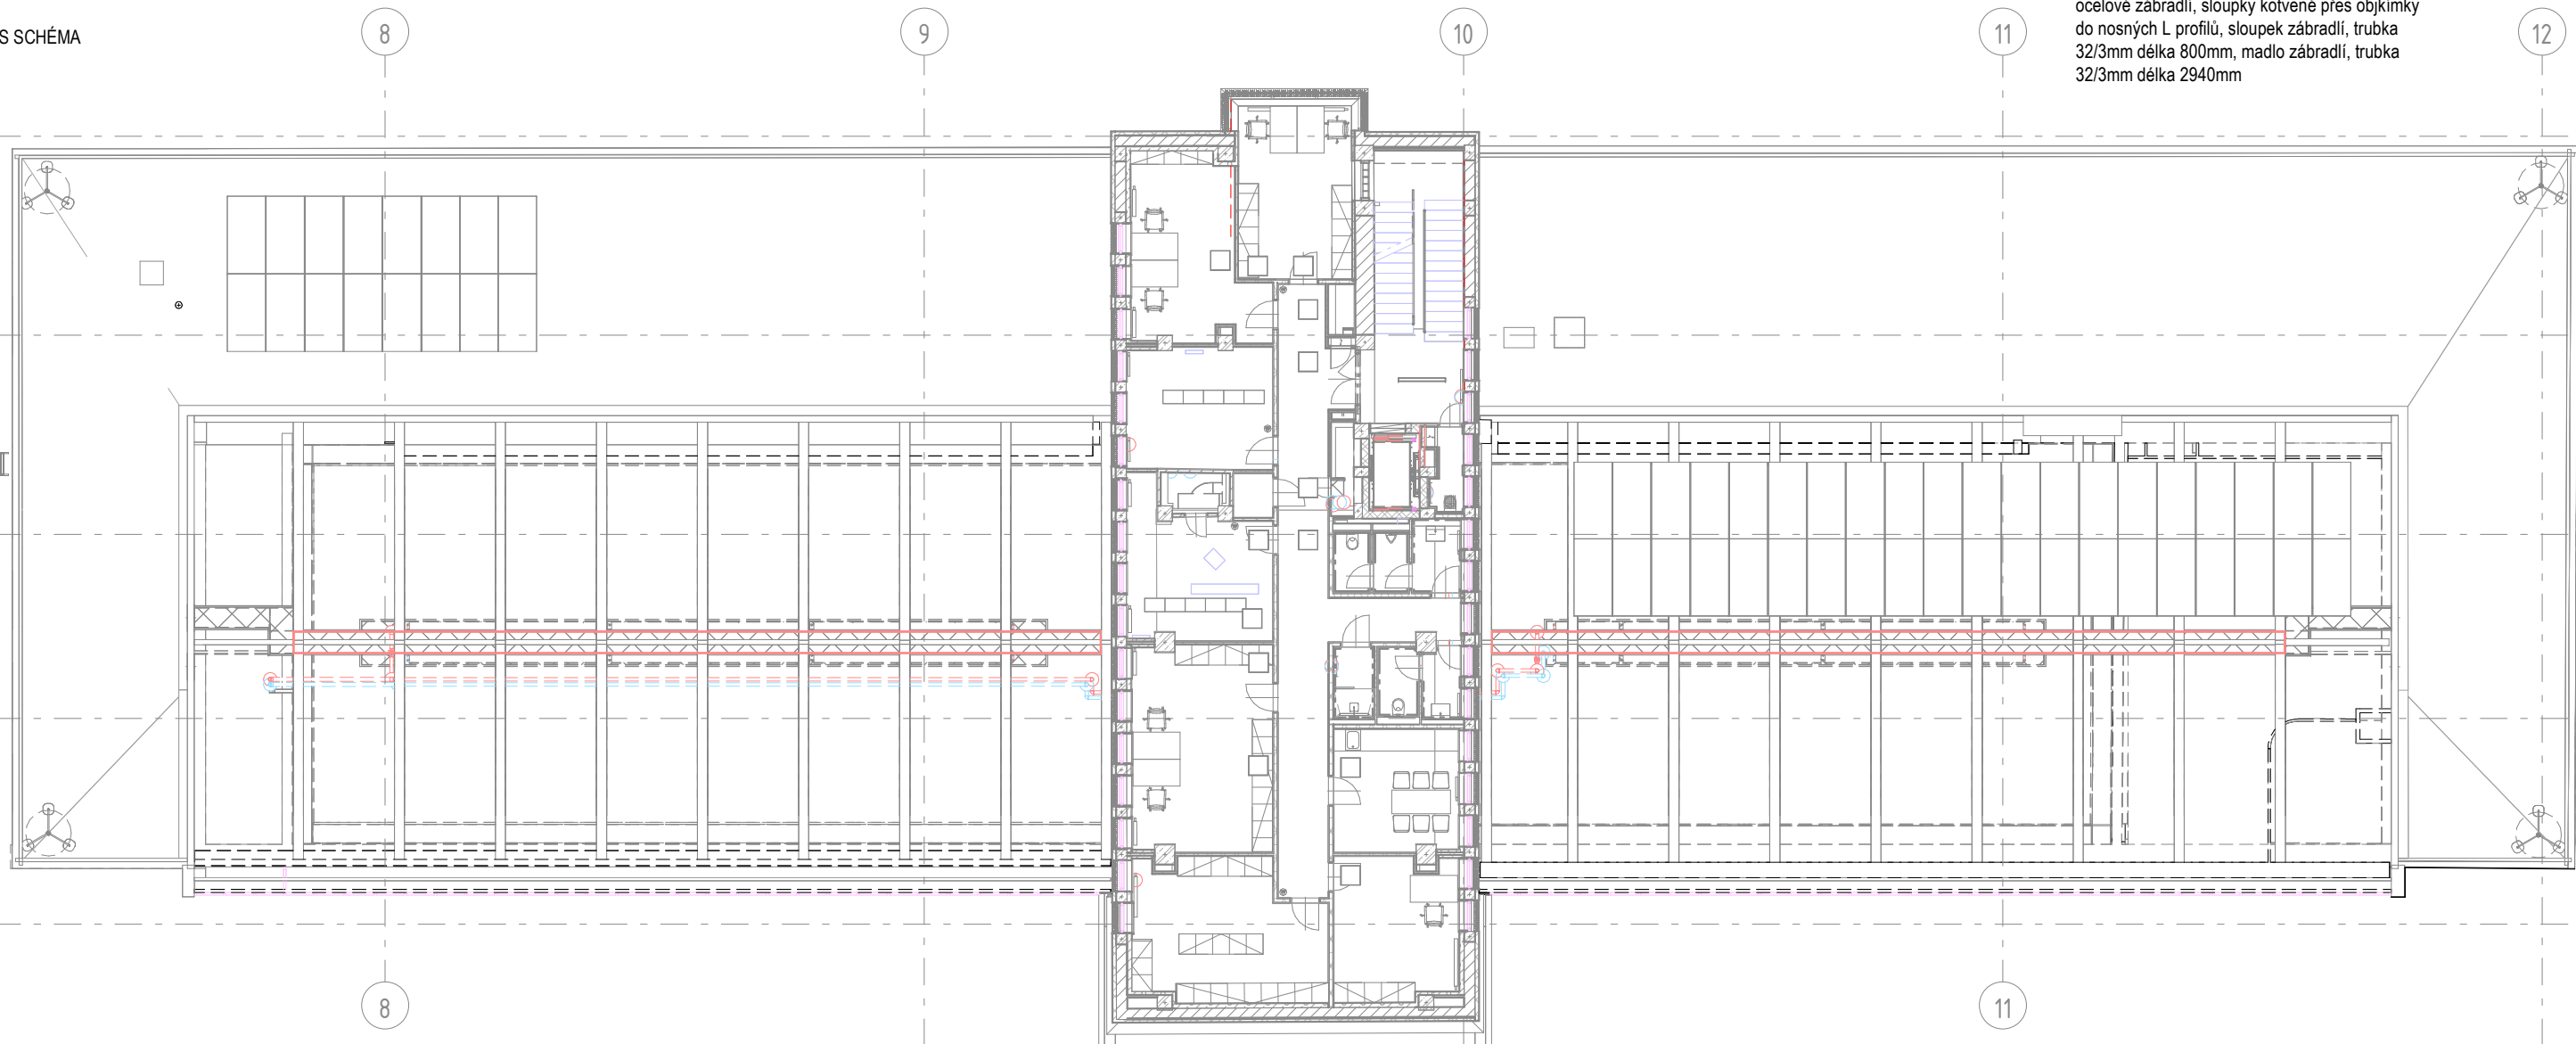 ocelové zábradlí, sloupky kotvené přes objkímky
S SCHÉMA
do nosných L profilů, sloupek zábradlí, trubka
32/3mm délka 800mm, madlo zábradlí, trubka
32/3mm délka 2940mm
8
9
10
11
12
8
11